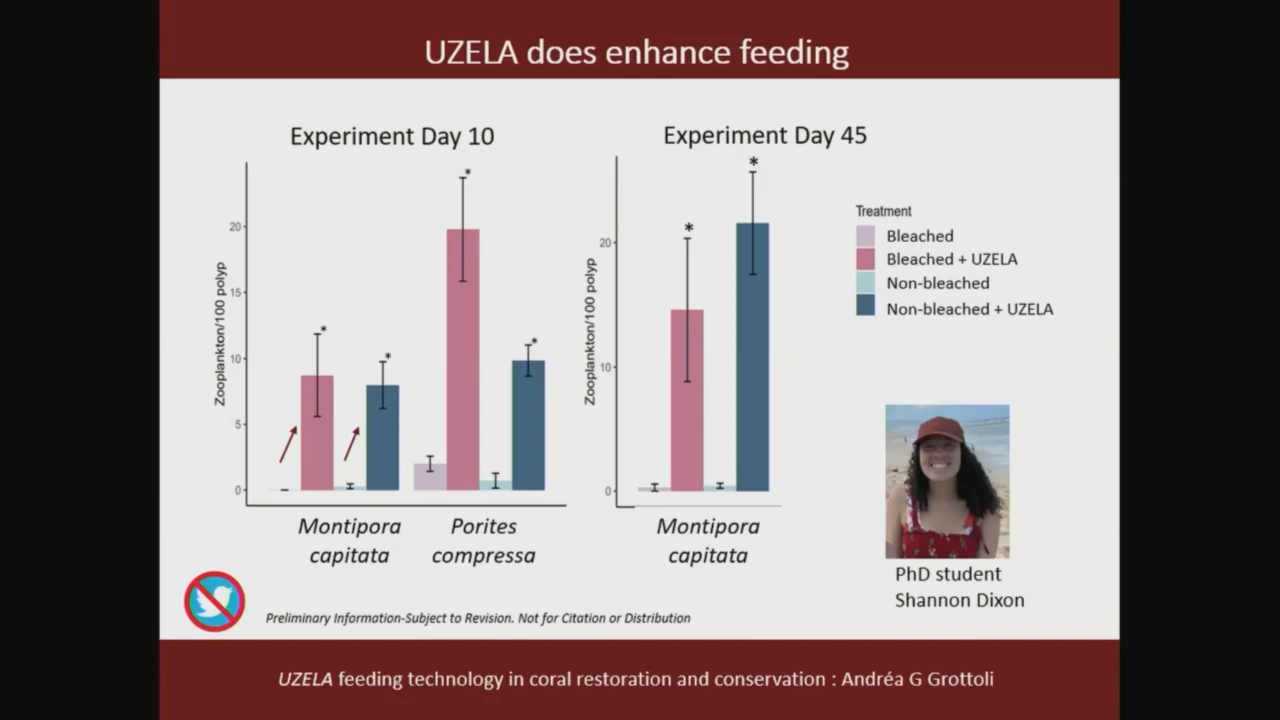 UZELA does enhance feeding
Experiment Day 10
Zooplankton/100 polyp
20
15
10
5
0
*
*
*
*
Montipora
capitata
Porites
compressa
Experiment Day 45
Zooplankton/100 polyp
20
10
0
*
*
Montipora
capitata
Treatment
Bleached
Bleached + UZELA
Non-bleached
Non-bleached + UZELA
PhD student
Shannon Dixon
Preliminary Information-Subject to Revision. Not for Citation or Distribution
UZELA feeding technology in coral restoration and conservation : Andréa G Grottoli